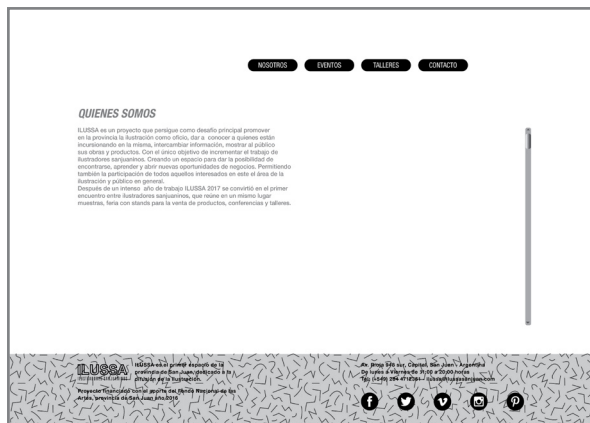 NOSOTROS
EVENTOS
TALLERES
CONTACTO
QUIENES SOMOS
ILUSSA es un proyecto que persigue como desafío principal promover
en la provincia la ilustración como oficio, dar a conocer a quienes están
incursionando en la misma, intercambiar información, mostrar al público
sus obras y productos. Con el único objetivo de incrementar el trabajo de
ilustradores sanjuaninos. Creando un espacio para dar la posibilidad de
encontrarse, aprender y abrir nuevas oportunidades de negocios. Permitiendo
también la participación de todos aquellos interesados en este el área de la
ilustración y público en general.
Después de un intenso año de trabajo ILUSSA 2017 se convirtió en el primer
encuentro entre ilustradores sanjuaninos, que reúne en un mismo lugar
muestras, feria con stands para la venta de productos, conferencias y talleres.
ILUSSA
ILUSSA es el primer espacio de la
provincia de San Juan, dedicado a la
difusión de la Ilustración.
Proyecto financiado con el aporte del Fondo Nacional de las
Artes, provincia de San Juan año 2016
sur, Capital, San Juan - Argentina
De lunes a Viernes de 00 a 20:00 horas